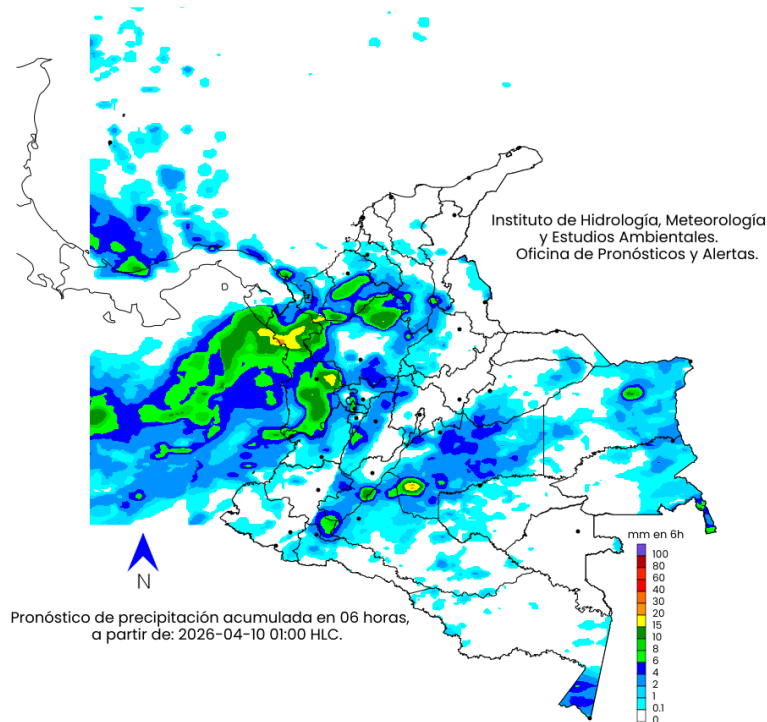 Instituto de Hidrología, Meteorología
y Estudios Ambientales.
Oficina de Pronósticos y Alertas.
N
Pronóstico de precipitación acumulada en 06 horas,
a partir de: 2026-04-10 01:00 HLC.
mm en 6h
100
80
60
40
30
20
15
10
8
6
4
2
1
0.1
0